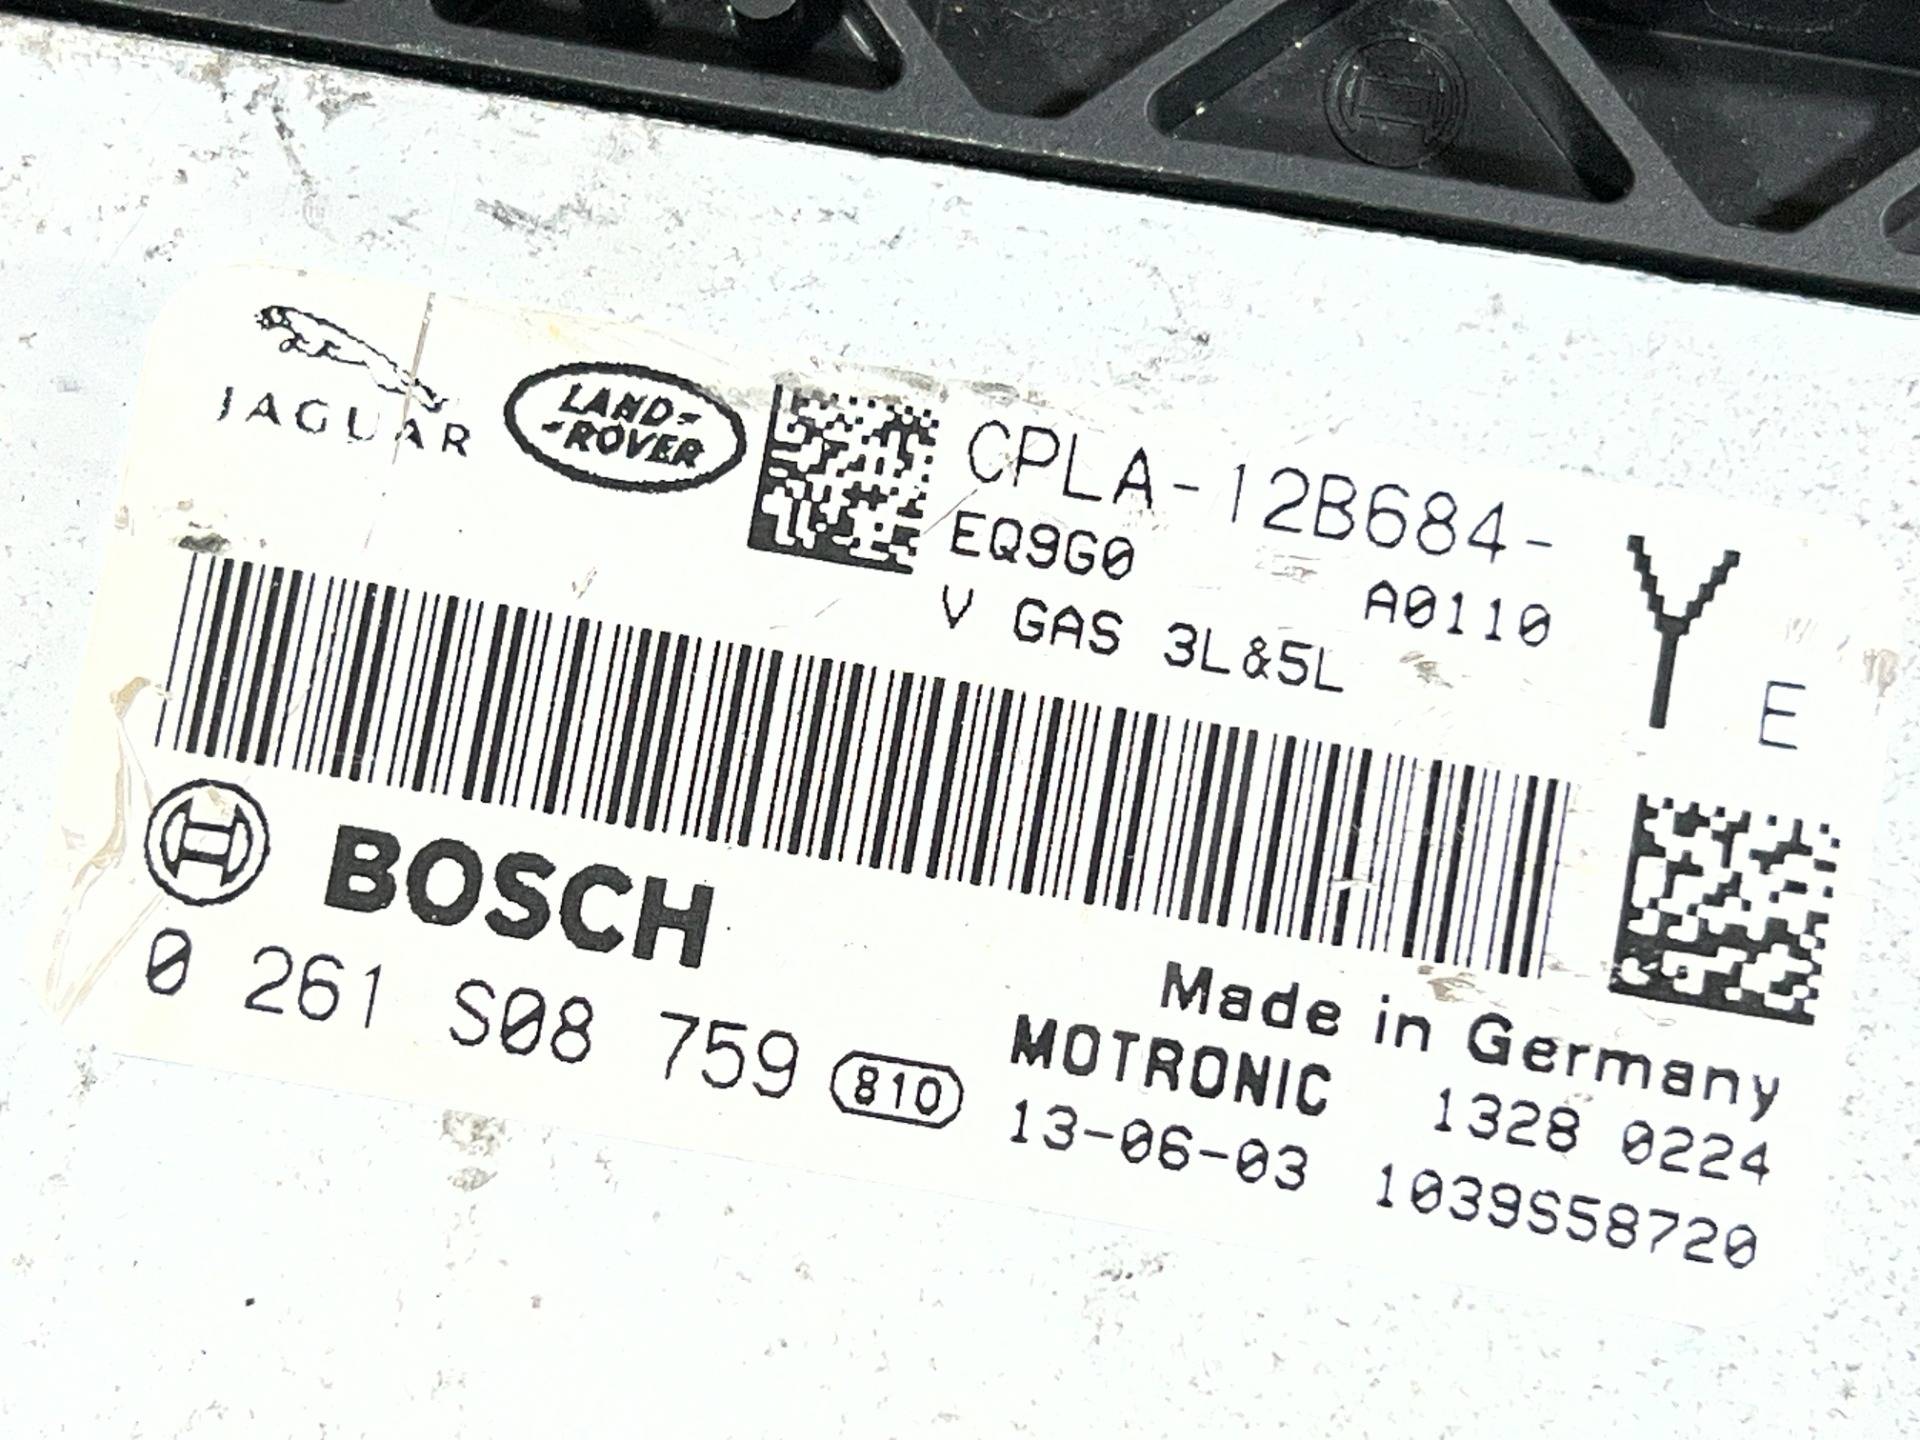 JAGUAR
LAND-
-ROVER
CPLA-12B684- Y E
EQ9G0 A0110
V GAS 3L&5L
BOSCH
0 261 S08 759 810
Made in Germany
MOTRONIC 1328 0224
13-06-03 1039S58720